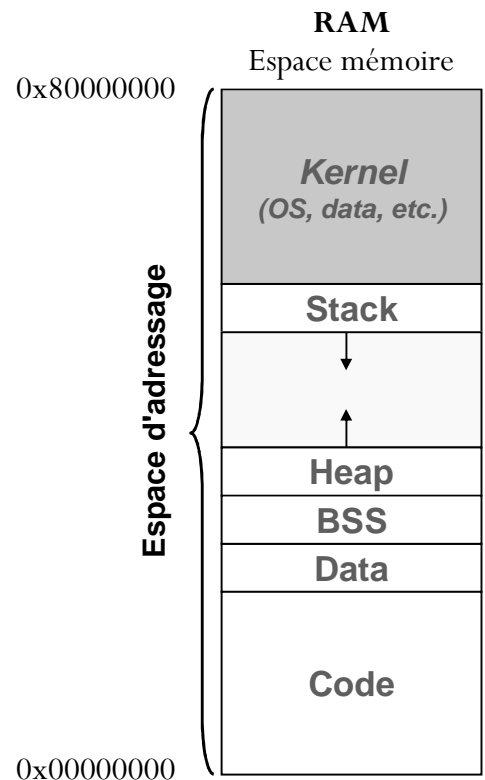 RAM
Espace mémoire
0x80000000
Kernel
(OS, data, etc.)
Stack
Espace d'adressage
Heap
BSS
Data
Code
0x00000000